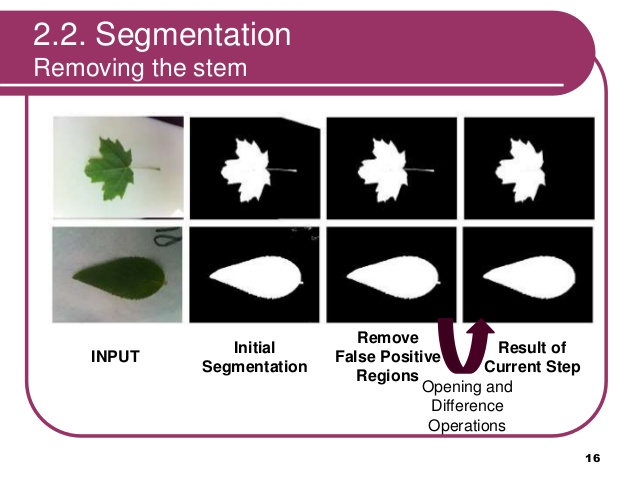 2.2. Segmentation
Removing the stem
INPUT
Initial
Segmentation
Remove
False Positive
Regions
Result of
Current Step
Opening and
Difference
Operations
16